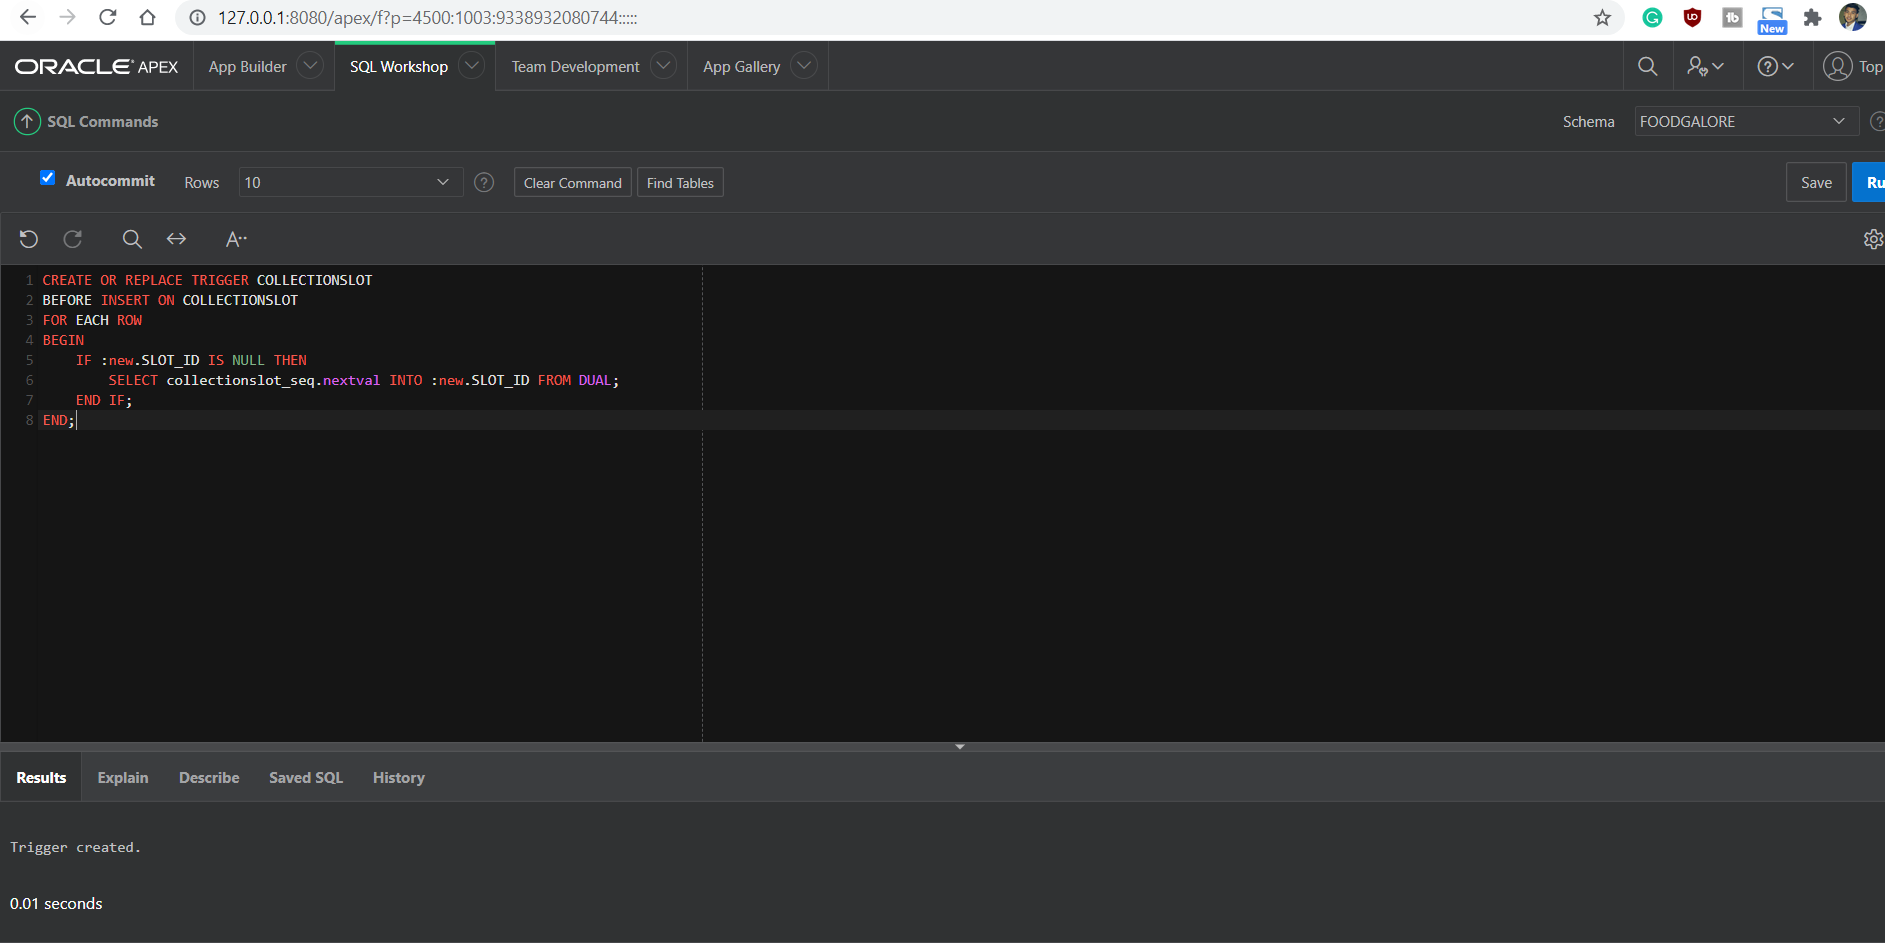 127.0.0.1:8080/apex/f?p=4500:1003:9338932080744:::::
New
ORACLE APEX
App Builder
SQL Workshop
Team Development
App Gallery
Top
SQL Commands
Schema
FOODGALORE
Autocommit
Rows
10
Clear Command
Find Tables
Save
Ru
1 CREATE OR REPLACE TRIGGER COLLECTIONSLOT
2 BEFORE INSERT ON COLLECTIONSLOT
3 FOR EACH ROW
4 BEGIN
5 IF :new.SLOT_ID IS NULL THEN
6 SELECT collectionslot_seq.nextval INTO :new.SLOT_ID FROM DUAL;
7 END IF;
8 END;
Results
Explain
Describe
Saved SQL
History
Trigger created.
0.01 seconds